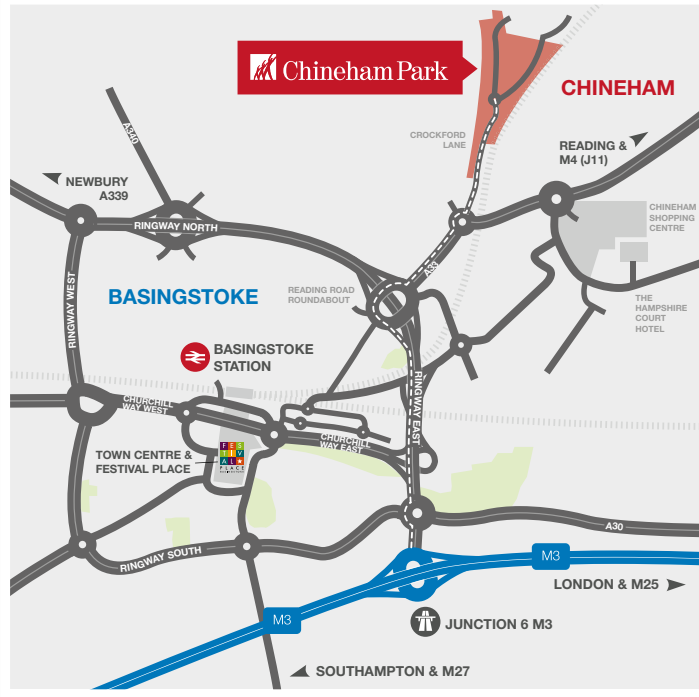 Chineham Park
CHINEHAM
CROCKFORD
LANE
READING &
M4 (J11)
A340
NEWBURY
A339
RINGWAY NORTH
CHINEHAM
SHOPPING
CENTRE
A33
RINGWAY WEST
BASINGSTOKE
READING ROAD
ROUNDABOUT
THE
HAMPSHIRE
COURT
HOTEL
BASINGSTOKE
STATION
RINGWAY EAST
CHURCHILL
WAY WEST
CHURCHILL
WAY EAST
TOWN CENTRE &
FESTIVAL PLACE
FES
TIV
AL
PLACE
A30
RINGWAY SOUTH
M3
LONDON & M25
M3
JUNCTION 6 M3
SOUTHAMPTON & M27